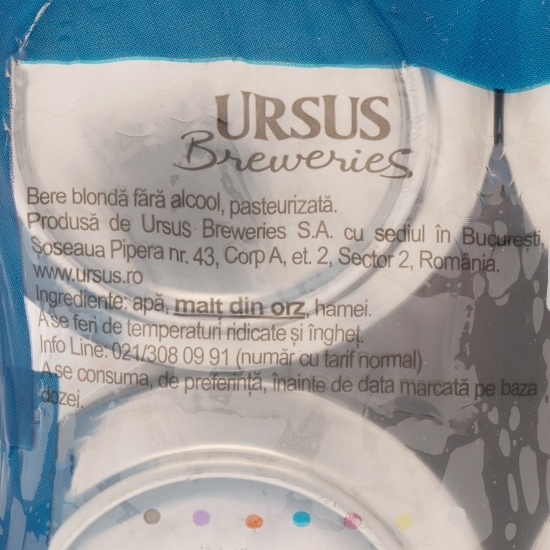 URSUS
Breweries
Bere blondă fără alcool, pasteurizată.
Produsă de Ursus Breweries S.A. cu sediul în București,
Șoseaua Pipera nr. 43, Corp A, et. 2, Sector 2, România.
www.ursus.ro
Ingrediente: apă, malț din orz, hamei.
A se feri de temperaturi ridicate și îngheț.
Info Line: 021/308 09 91 (număr cu tarif normal)
A se consuma, de preferință, înainte de data marcată pe baza
dozei.